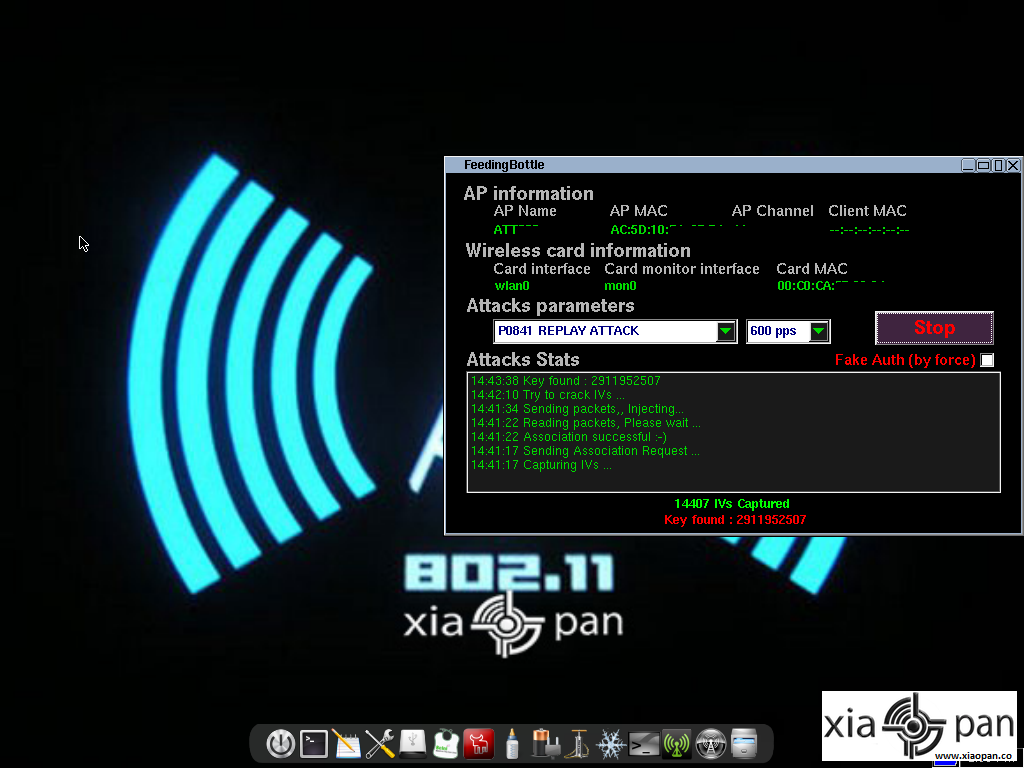 FeedingBottle
AP information
AP Name AP MAC AP Channel Client MAC
ATT AC:5D:10: --:--:--:--:--:--
Wireless card information
Card interface Card monitor interface Card MAC
wlan0 mon0 00:C0:CA:
Attacks parameters
P0841 REPLAY ATTACK 600 pps Stop
Attacks Stats Fake Auth (by force)
14:43:38 Key found : 2911952507
14:42:10 Try to crack IVs ...
14:41:34 Sending packets,, Injecting...
14:41:22 Reading packets, Please wait ...
14:41:22 Association successful :-)
14:41:17 Sending Association Request ...
14:41:17 Capturing IVs ...
14407 IVs Captured
Key found : 2911952507
802.11
xia pan
xia pan
www.xiaopan.co